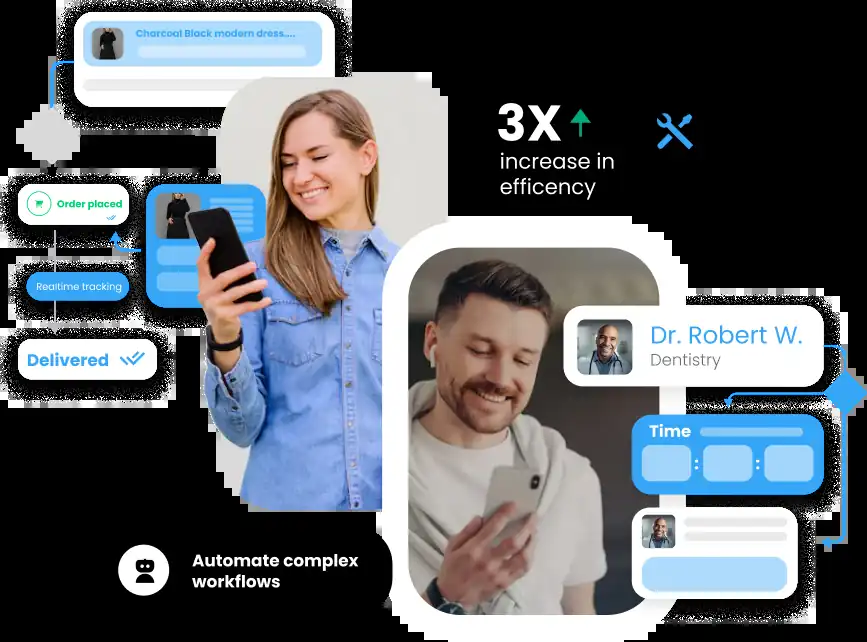 Charcoal Black modern dress....
3X
increase in
efficency
Order placed
Realtime tracking
Delivered
Dr. Robert W.
Dentistry
Time
:
:
Automate complex
workflows